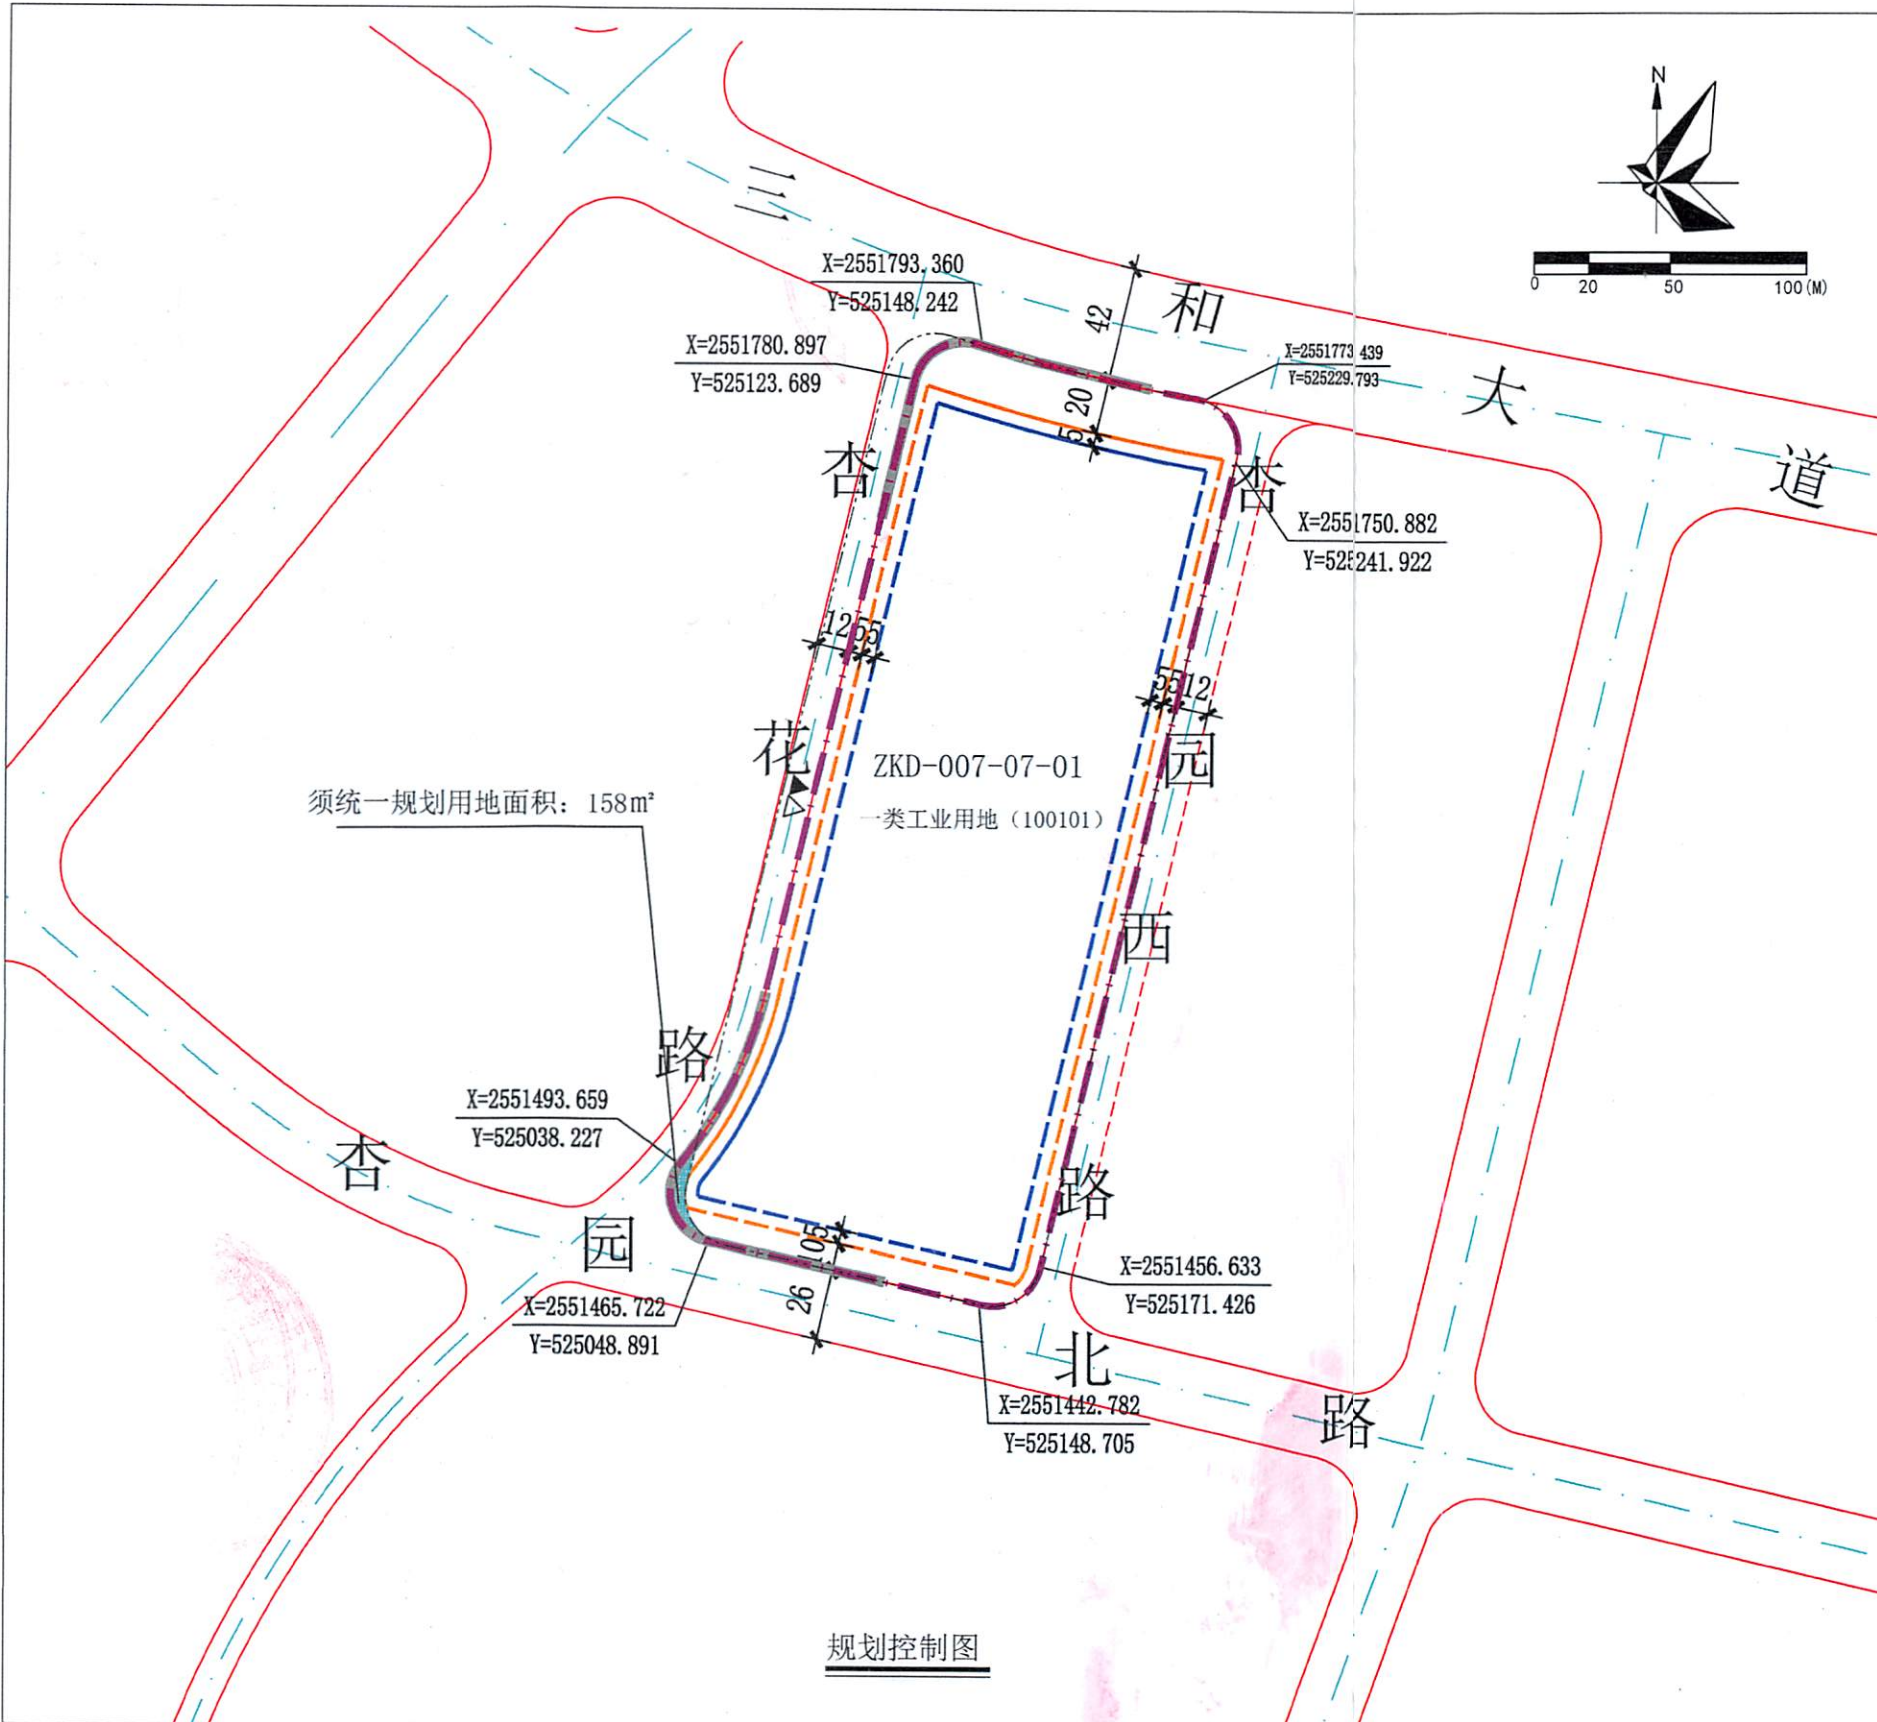 N
0 20 50 100(M)
三和大道
X=2551793.360
Y=525148.242
42
X=2551780.897
Y=525123.689
X=2551773.439
Y=525229.793
20
5
X=2551750.882
Y=525241.922
杏花路
12 5 5
5 5 12
杏园西路
ZKD-007-07-01
一类工业用地（100101）
须统一规划用地面积：158㎡
X=2551493.659
Y=525038.227
杏园北路
5
10
26
X=2551465.722
Y=525048.891
X=2551456.633
Y=525171.426
X=2551442.782
Y=525148.705
规划控制图